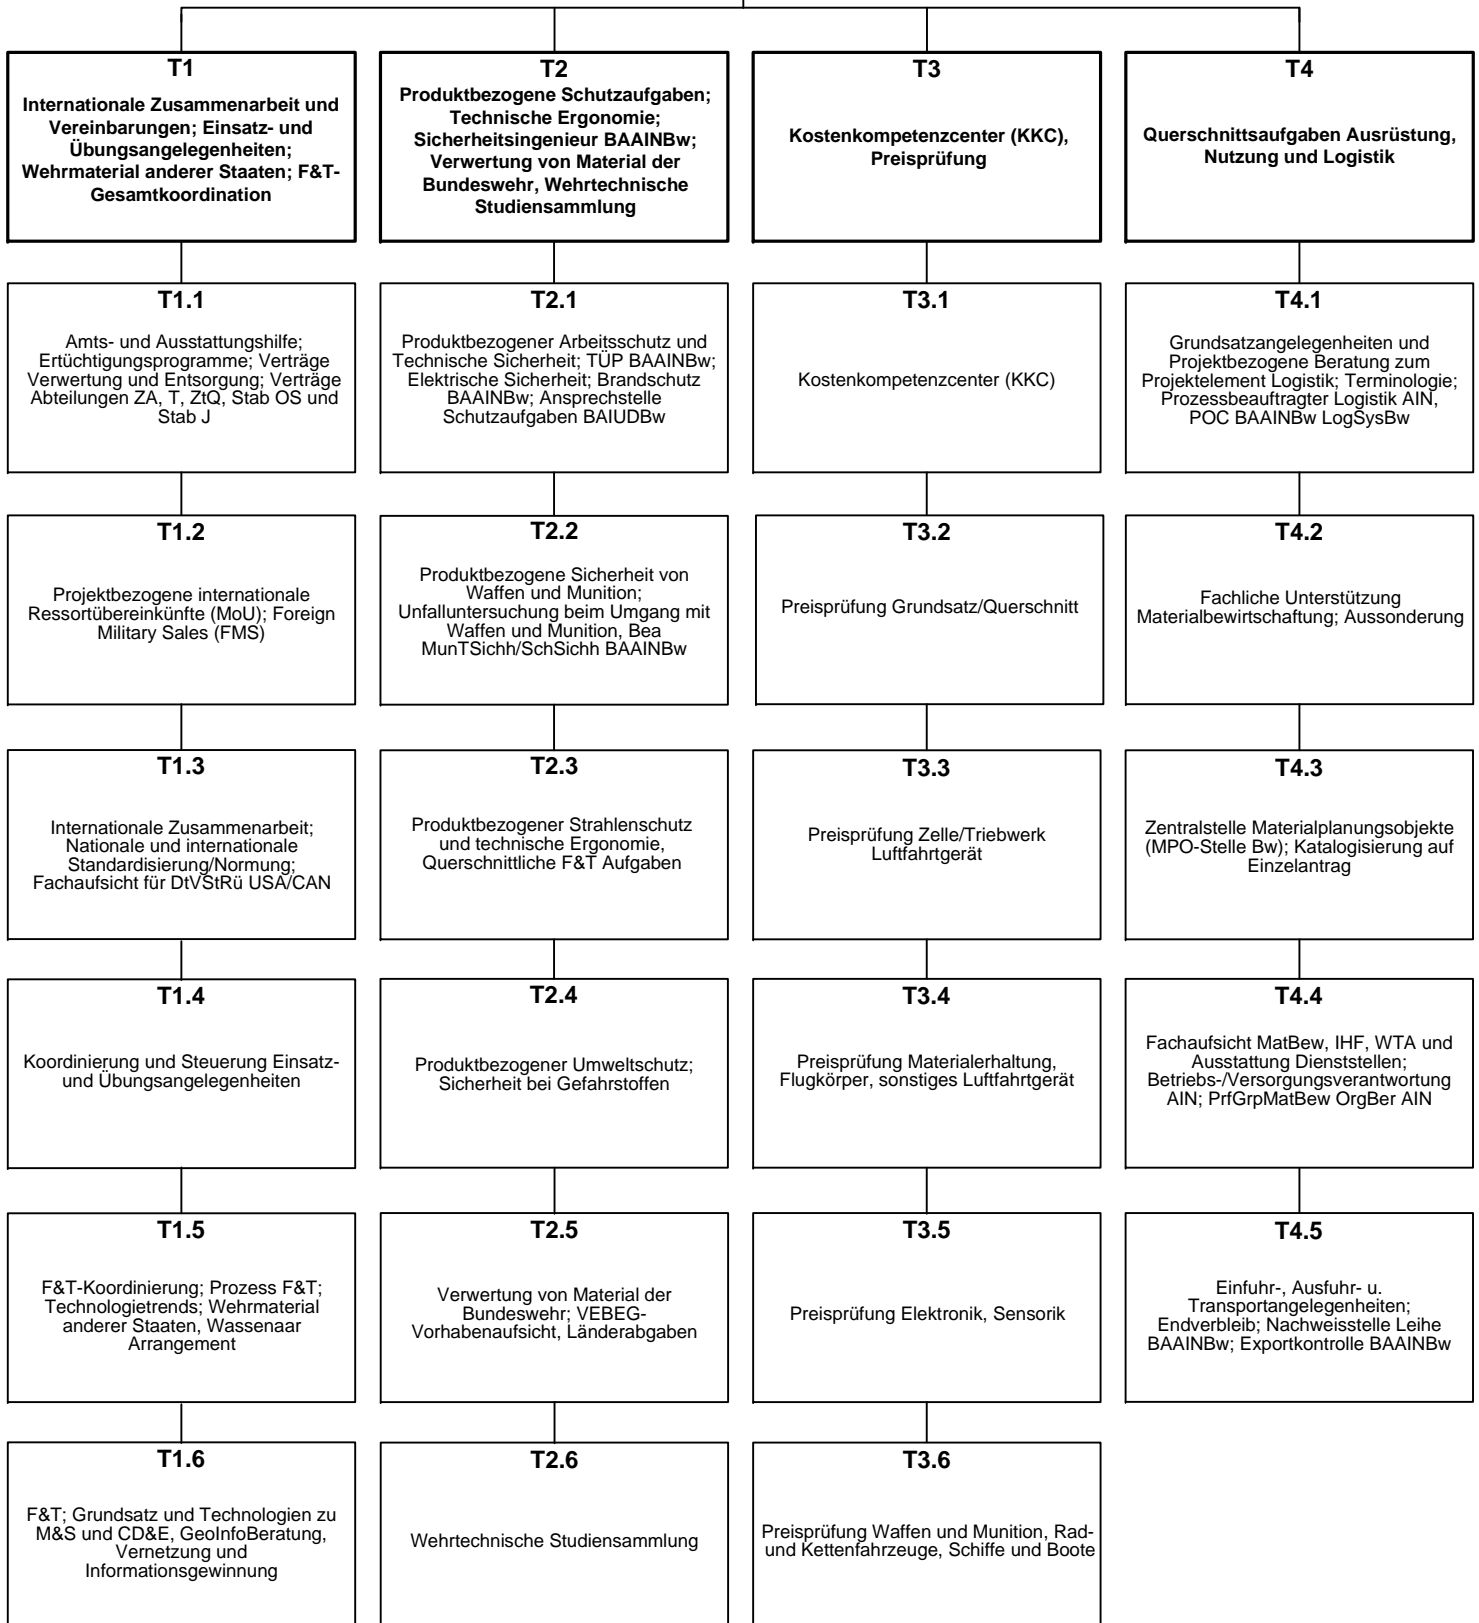 T1
Internationale Zusammenarbeit und
Vereinbarungen; Einsatz- und
Übungsangelegenheiten;
Wehrmaterial anderer Staaten; F&T-
Gesamtkoordination
T2
Produktbezogene Schutzaufgaben;
Technische Ergonomie;
Sicherheitsingenieur BAAINBw;
Verwertung von Material der
Bundeswehr, Wehrtechnische
Studiensammlung
T3
Kostenkompetenzcenter (KKC),
Preisprüfung
T4
Querschnittsaufgaben Ausrüstung,
Nutzung und Logistik
T1.1
Amts- und Ausstattungshilfe;
Ertüchtigungsprogramme; Verträge
Verwertung und Entsorgung; Verträge
Abteilungen ZA, T, ZtQ, Stab OS und
Stab J
T2.1
Produktbezogener Arbeitsschutz und
Technische Sicherheit; TÜP BAAINBw;
Elektrische Sicherheit; Brandschutz
BAAINBw; Ansprechstelle
Schutzaufgaben BAIUDBw
T3.1
Kostenkompetenzcenter (KKC)
T4.1
Grundsatzangelegenheiten und
Projektbezogene Beratung zum
Projektelement Logistik; Terminologie;
Prozessbeauftragter Logistik AIN,
POC BAAINBw LogSysBw
T1.2
Projektbezogene internationale
Ressortübereinkünfte (MoU); Foreign
Military Sales (FMS)
T2.2
Produktbezogene Sicherheit von
Waffen und Munition;
Unfalluntersuchung beim Umgang mit
Waffen und Munition, Bea
MunTSichh/SchSichh BAAINBw
T3.2
Preisprüfung Grundsatz/Querschnitt
T4.2
Fachliche Unterstützung
Materialbewirtschaftung; Aussonderung
T1.3
Internationale Zusammenarbeit;
Nationale und internationale
Standardisierung/Normung;
Fachaufsicht für DtVStRü USA/CAN
T2.3
Produktbezogener Strahlenschutz
und technische Ergonomie,
Querschnittliche F&T Aufgaben
T3.3
Preisprüfung Zelle/Triebwerk
Luftfahrtgerät
T4.3
Zentralstelle Materialplanungsobjekte
(MPO-Stelle Bw); Katalogisierung auf
Einzelantrag
T1.4
Koordinierung und Steuerung Einsatz-
und Übungsangelegenheiten
T2.4
Produktbezogener Umweltschutz;
Sicherheit bei Gefahrstoffen
T3.4
Preisprüfung Materialerhaltung,
Flugkörper, sonstiges Luftfahrtgerät
T4.4
Fachaufsicht MatBew, IHF, WTA und
Ausstattung Dienststellen;
Betriebs-/Versorgungsverantwortung
AIN; PrfGrpMatBew OrgBer AIN
T1.5
F&T-Koordinierung; Prozess F&T;
Technologietrends; Wehrmaterial
anderer Staaten, Wassenaar
Arrangement
T2.5
Verwertung von Material der
Bundeswehr; VEBEG-
Vorhabenaufsicht, Länderabgaben
T3.5
Preisprüfung Elektronik, Sensorik
T4.5
Einfuhr-, Ausfuhr- u.
Transportangelegenheiten;
Endverbleib; Nachweisstelle Leihe
BAAINBw; Exportkontrolle BAAINBw
T1.6
F&T; Grundsatz und Technologien zu
M&S und CD&E, GeoInfoBeratung,
Vernetzung und
Informationsgewinnung
T2.6
Wehrtechnische Studiensammlung
T3.6
Preisprüfung Waffen und Munition, Rad-
und Kettenfahrzeuge, Schiffe und Boote